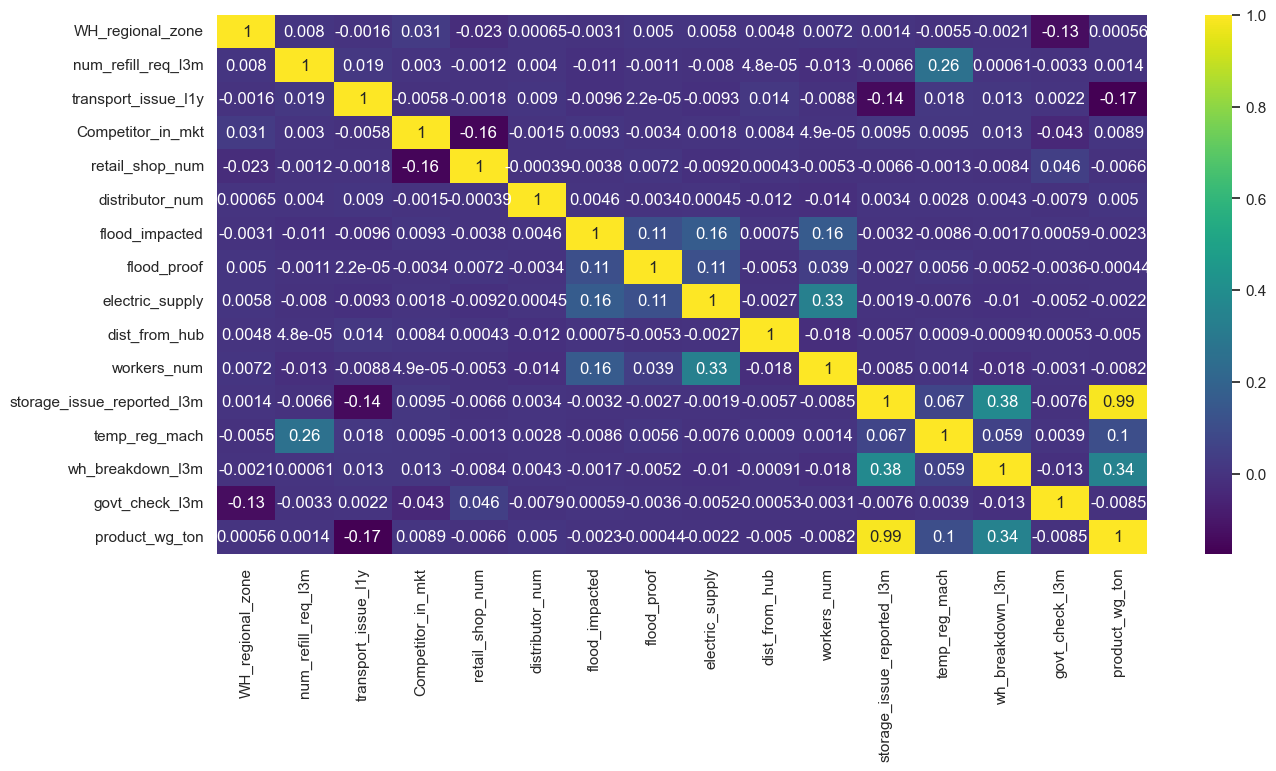 WH_regional_zone 1 0.008 -0.0016 0.031 -0.023 0.00065 -0.0031 0.005 0.0058 0.0048 0.0072 0.0014 -0.0055 -0.0021 -0.13 0.00056 1.0
num_refill_req_l3m 0.008 1 0.019 0.003 -0.0012 0.004 -0.011 -0.0011 -0.008 4.8e-05 -0.013 -0.0066 0.26 0.00061 -0.0033 0.0014
transport_issue_l1y -0.0016 0.019 1 -0.0058 -0.0018 0.009 -0.0096 2.2e-05 -0.0093 0.014 -0.0088 -0.14 0.018 0.013 0.0022 -0.17
0.8
Competitor_in_mkt 0.031 0.003 -0.0058 1 -0.16 -0.0015 0.0093 -0.0034 0.0018 0.0084 4.9e-05 0.0095 0.0095 0.013 -0.043 0.0089
retail_shop_num -0.023 -0.0012 -0.0018 -0.16 1 -0.00039 -0.0038 0.0072 -0.0092 0.00043 -0.0053 -0.0066 -0.0013 -0.0084 0.046 -0.0066
distributor_num 0.00065 0.004 0.009 -0.0015 -0.00039 1 0.0046 -0.0034 0.00045 -0.012 -0.014 0.0034 0.0028 0.0043 -0.0079 0.005 0.6
flood_impacted -0.0031 -0.011 -0.0096 0.0093 -0.0038 0.0046 1 0.11 0.16 0.00075 0.16 -0.0032 -0.0086 -0.0017 0.00059 -0.0023
flood_proof 0.005 -0.0011 2.2e-05 -0.0034 0.0072 -0.0034 0.11 1 0.11 -0.0053 0.039 -0.0027 0.0056 -0.0052 -0.0036 -0.00044
electric_supply 0.0058 -0.008 -0.0093 0.0018 -0.0092 0.00045 0.16 0.11 1 -0.0027 0.33 -0.0019 -0.0076 -0.01 -0.0052 -0.0022 0.4
dist_from_hub 0.0048 4.8e-05 0.014 0.0084 0.00043 -0.012 0.00075 -0.0053 -0.0027 1 -0.018 -0.0057 0.0009 -0.00091 -0.00053 -0.005
workers_num 0.0072 -0.013 -0.0088 4.9e-05 -0.0053 -0.014 0.16 0.039 0.33 -0.018 1 -0.0085 0.0014 -0.018 -0.0031 -0.0082
storage_issue_reported_l3m 0.0014 -0.0066 -0.14 0.0095 -0.0066 0.0034 -0.0032 -0.0027 -0.0019 -0.0057 -0.0085 1 0.067 0.38 -0.0076 0.99 0.2
temp_reg_mach -0.0055 0.26 0.018 0.0095 -0.0013 0.0028 -0.0086 0.0056 -0.0076 0.0009 0.0014 0.067 1 0.059 0.0039 0.1
wh_breakdown_l3m -0.0021 0.00061 0.013 0.013 -0.0084 0.0043 -0.0017 -0.0052 -0.01 -0.00091 -0.018 0.38 0.059 1 -0.013 0.34 0.0
govt_check_l3m -0.13 -0.0033 0.0022 -0.043 0.046 -0.0079 0.00059 -0.0036 -0.0052 -0.00053 -0.0031 -0.0076 0.0039 -0.013 1 -0.0085
product_wg_ton 0.00056 0.0014 -0.17 0.0089 -0.0066 0.005 -0.0023 -0.00044 -0.0022 -0.005 -0.0082 0.99 0.1 0.34 -0.0085 1
WH_regional_zone
num_refill_req_l3m
transport_issue_l1y
Competitor_in_mkt
retail_shop_num
distributor_num
flood_impacted
flood_proof
electric_supply
dist_from_hub
workers_num
storage_issue_reported_l3m
temp_reg_mach
wh_breakdown_l3m
govt_check_l3m
product_wg_ton